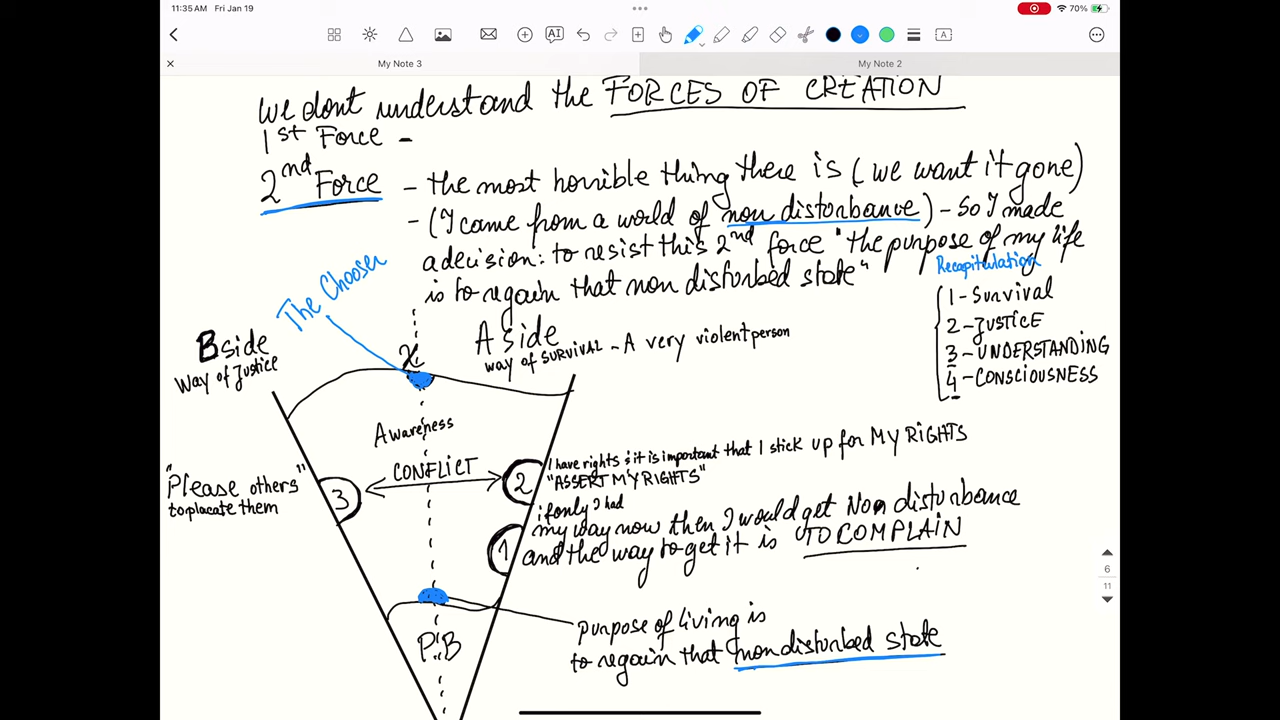 11:35 AM Fri Jan 19
70%
My Note 3
My Note 2
We dont understand the FORCES OF CREATION
1st Force -
2nd Force - the most horrible thing there is (we want it gone)
- (I came from a world of non disturbance) - So I made
a decision: to resist this 2nd force "the purpose of my life
is to regain that non disturbed state"
Recapitulation
1 - Survival
2 - JUSTICE
3 - UNDERSTANDING
4 - CONSCIOUSNESS
The Chooser
B side
Way of Justice
X
A side
way of SURVIVAL - A very violent person
Awareness
CONFLICT
"Please others"
to placate them
3
2
I have rights & it is important that I stick up for MY RIGHTS
"ASSERT MY RIGHTS"
if only I had
my way now then I would get Non disturbance
1
and the way to get it is TO COMPLAIN
6
11
Purpose of living is
to regain that nondisturbed state
P.B